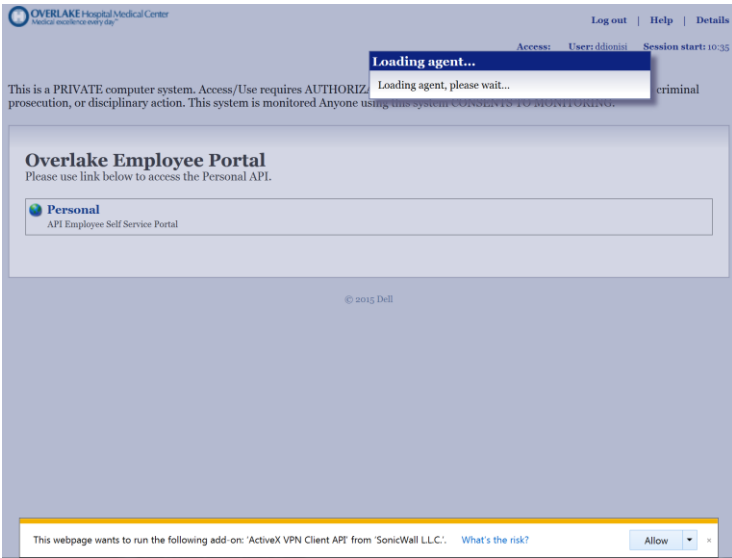 OVERLAKE Hospital Medical Center
Medical excellence every day™
Log out | Help | Details
Access: User: ddionisi Session start: 10:35
Loading agent...
Loading agent, please wait...
This is a PRIVATE computer system. Access/Use requires AUTHORIZA criminal
prosecution, or disciplinary action. This system is monitored Anyone using this system CONSENTS TO MONITORING.
Overlake Employee Portal
Please use link below to access the Personal API.
Personal
API Employee Self Service Portal
© 2015 Dell
This webpage wants to run the following add-on: 'ActiveX VPN Client API' from 'SonicWall L.L.C.'. What's the risk? Allow ×